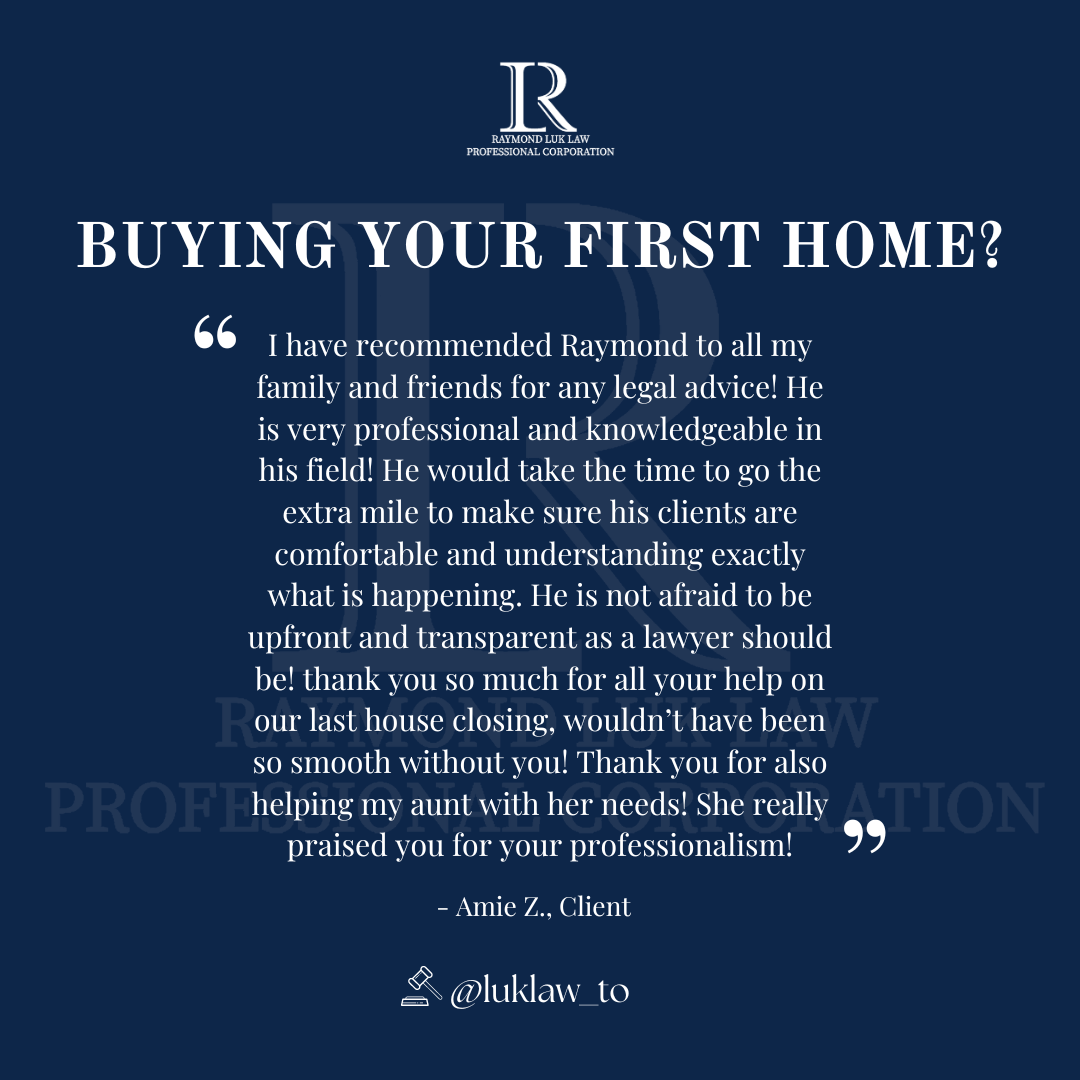 R
RAYMOND LUK LAW
PROFESSIONAL CORPORATION
BUYING YOUR FIRST HOME?
“ I have recommended Raymond to all my
family and friends for any legal advice! He
is very professional and knowledgeable in
his field! He would take the time to go the
extra mile to make sure his clients are
comfortable and understanding exactly
what is happening. He is not afraid to be
upfront and transparent as a lawyer should
be! thank you so much for all your help on
our last house closing, wouldn’t have been
so smooth without you! Thank you for also
helping my aunt with her needs! She really
praised you for your professionalism! ”
- Amie Z., Client
@luklaw_to
R
RAYMOND LUK LAW
PROFESSIONAL CORPORATION